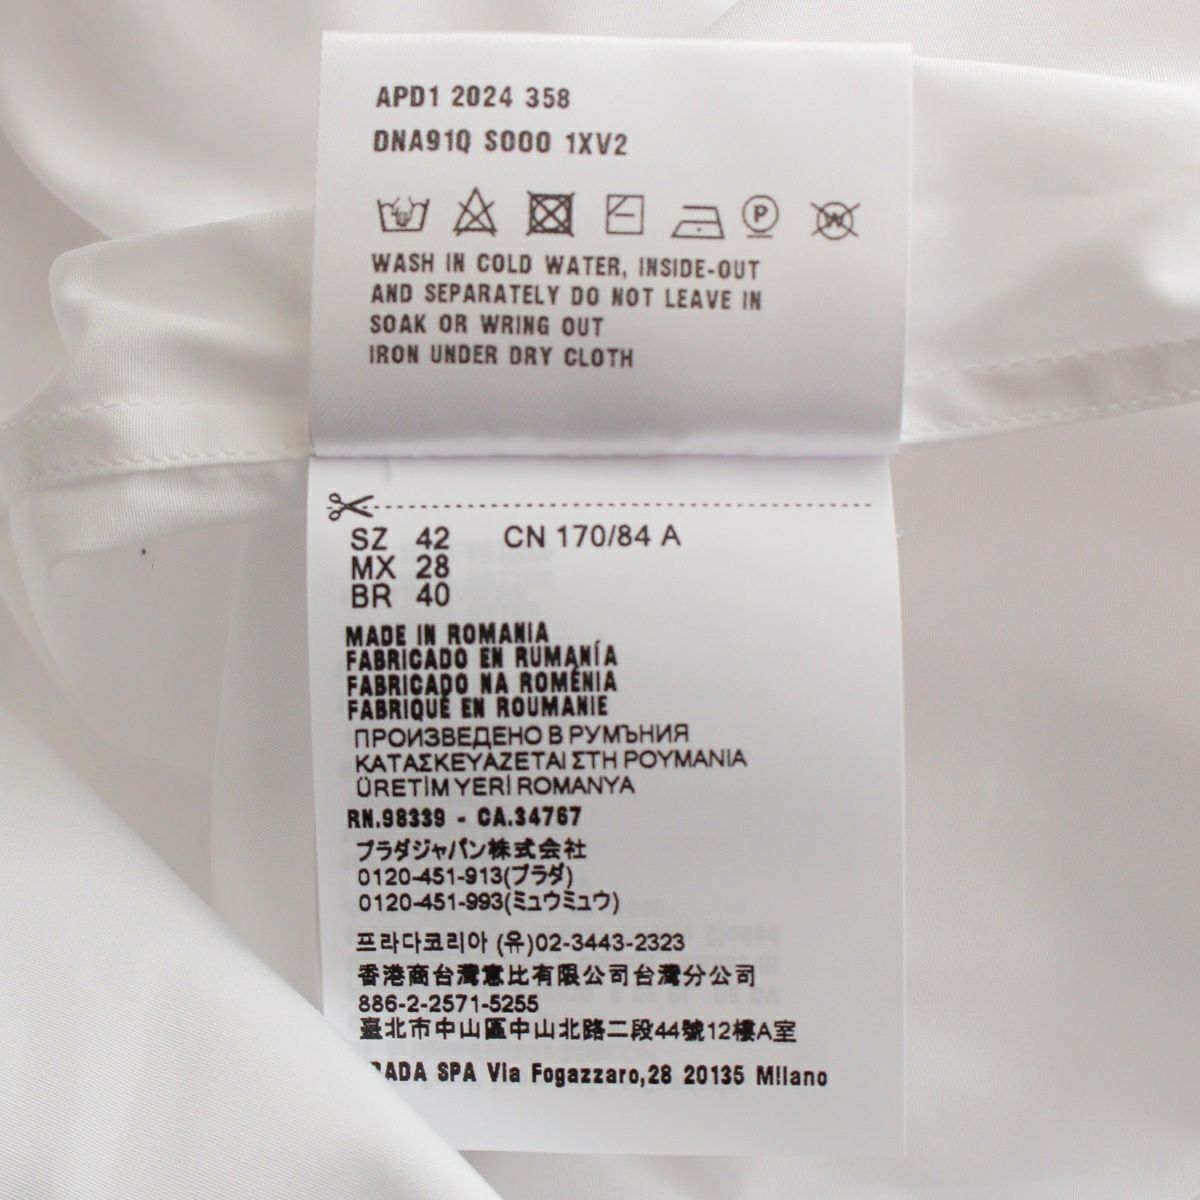 APD1 2024 358
DNA91Q S000 1XV2
P W
WASH IN COLD WATER, INSIDE-OUT
AND SEPARATELY DO NOT LEAVE IN
SOAK OR WRING OUT
IRON UNDER DRY CLOTH
SZ 42 CN 170/84 A
MX 28
BR 40
MADE IN ROMANIA
FABRICADO EN RUMANÍA
FABRICADO NA ROMÉNIA
FABRIQUÉ EN ROUMANIE
ПРОИЗВЕДЕНО В РУМЪНИЯ
ΚΑΤΑΣΚΕΥΑΖΕΤΑΙ ΣΤΗ ΡΟΥΜΑΝΙΑ
ÜRETİM YERİ ROMANYA
RN.98339 - CA.34767
プラダジャパン株式会社
0120-451-913(プラダ)
0120-451-993(ミュウミュウ)
프라다코리아 (유)02-3443-2323
香港商台灣意比有限公司台灣分公司
886-2-2571-5255
臺北市中山區中山北路二段44號12樓A室
RADA SPA Via Fogazzaro,28 20135 Milano